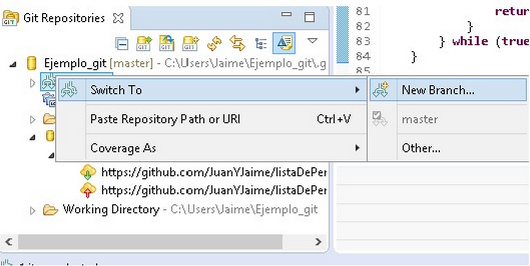 Git Repositories
GIT
Ejemplo_git [master] - C:\Users\Jaime\Ejemplo_git\.g
Switch To
New Branch...
Paste Repository Path or URI Ctrl+V
master
Coverage As
Other...
https://github.com/JuanYJaime/listaDePer
https://github.com/JuanYJaime/listaDePer
Working Directory - C:\Users\Jaime\Ejemplo_git
81 return
82 }
83 } while (true
84 }
85